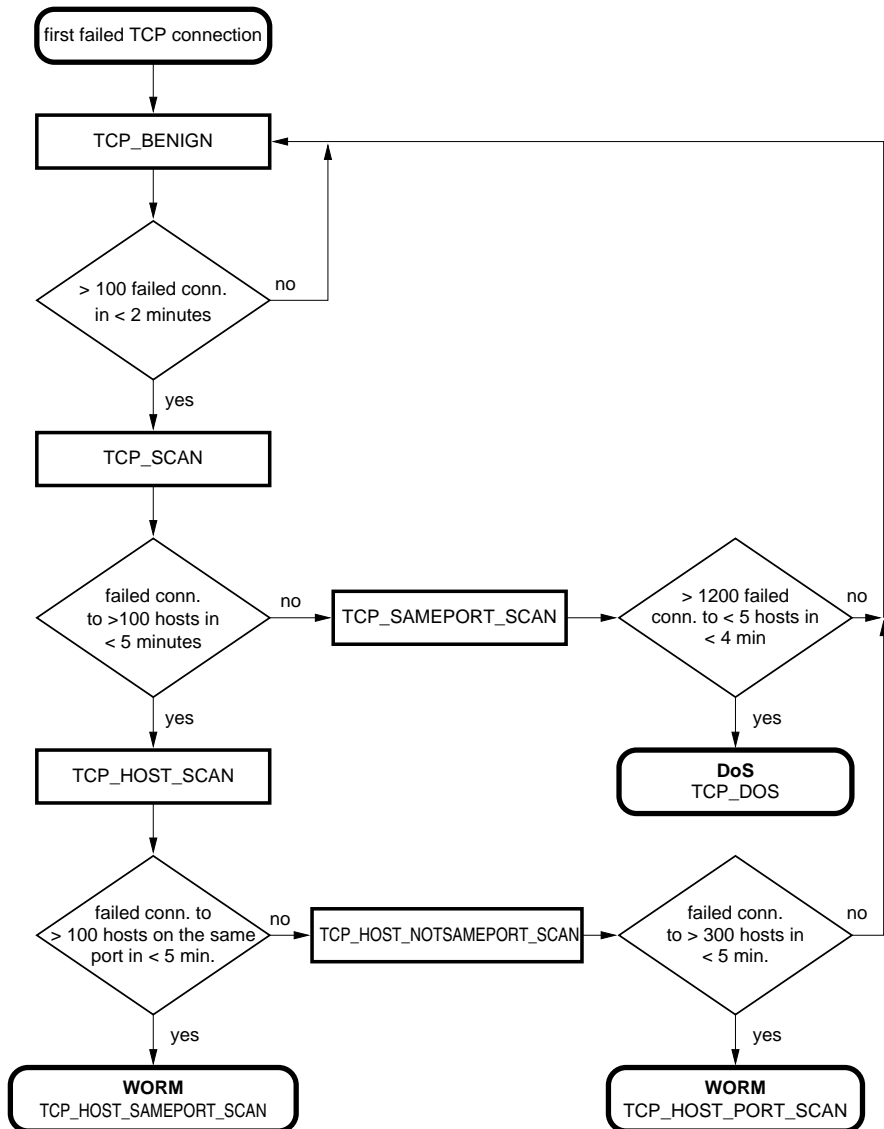 first failed TCP connection
TCP_BENIGN
> 100 failed conn.
in < 2 minutes
no
yes
TCP_SCAN
failed conn.
to >100 hosts in
< 5 minutes
no
TCP_SAMEPORT_SCAN
> 1200 failed
conn. to < 5 hosts in
< 4 min
no
yes
yes
TCP_HOST_SCAN
DoS
TCP_DOS
failed conn. to
> 100 hosts on the same
port in < 5 min.
no
TCP_HOST_NOTSAMEPORT_SCAN
failed conn.
to > 300 hosts in
< 5 min.
no
yes
yes
WORM
TCP_HOST_SAMEPORT_SCAN
WORM
TCP_HOST_PORT_SCAN